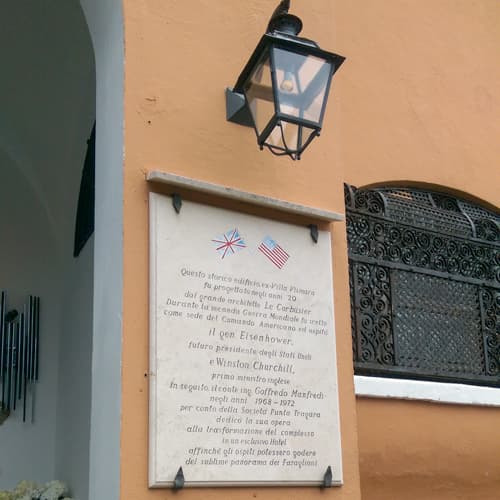 Questo storico edificio, ex-Villa Vismara
fu progettato negli anni '20
dal grande architetto Le Corbusier
Durante la seconda Guerra Mondiale fu scelto
come sede del Comando Americano ed ospitò
il gen Eisenhower,
futuro presidente degli Stati Uniti
e Winston Churchill,
primo ministro inglese
In seguito, il conte ing. Goffredo Manfredi
negli anni 1968-1972
per conto della Società Punta Tragara
dedicò la sua opera
alla trasformazione del complesso
in un esclusivo Hotel
affinchè gli ospiti potessero godere
del sublime panorama dei Faraglioni